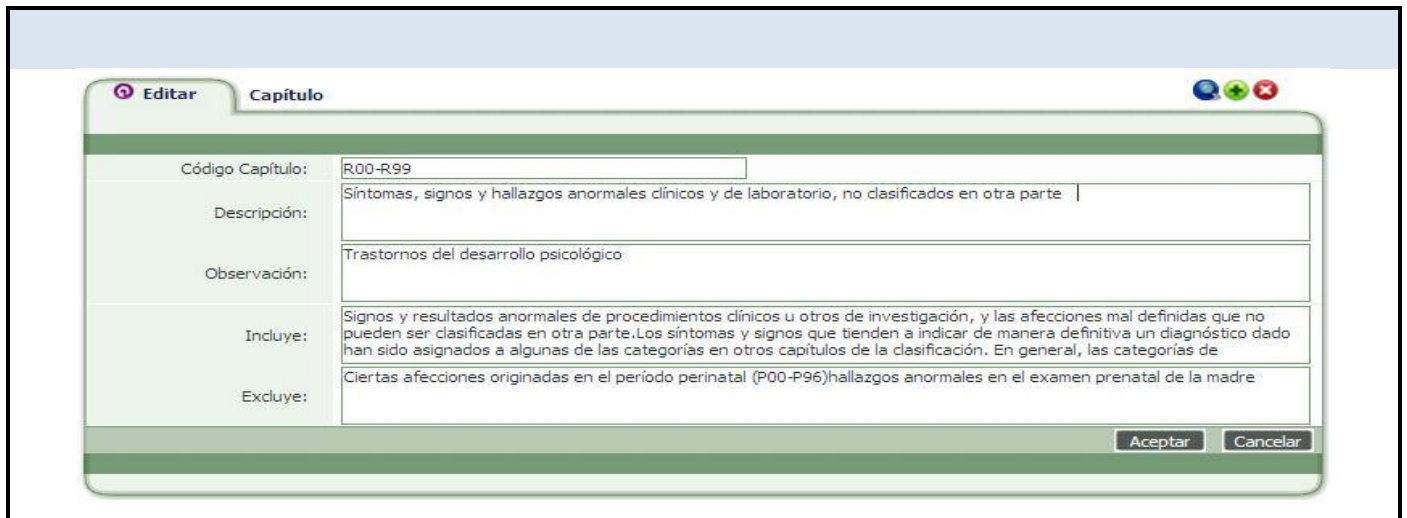 Editar Capítulo
Código Capítulo: R00-R99
Descripción: Síntomas, signos y hallazgos anormales clínicos y de laboratorio, no clasificados en otra parte
Observación: Trastornos del desarrollo psicológico
Incluye: Signos y resultados anormales de procedimientos clínicos u otros de investigación, y las afecciones mal definidas que no
pueden ser clasificadas en otra parte.Los síntomas y signos que tienden a indicar de manera definitiva un diagnóstico dado
han sido asignados a algunas de las categorías en otros capítulos de la clasificación. En general, las categorías de
Excluye: Ciertas afecciones originadas en el período perinatal (P00-P96)hallazgos anormales en el examen prenatal de la madre
Aceptar Cancelar